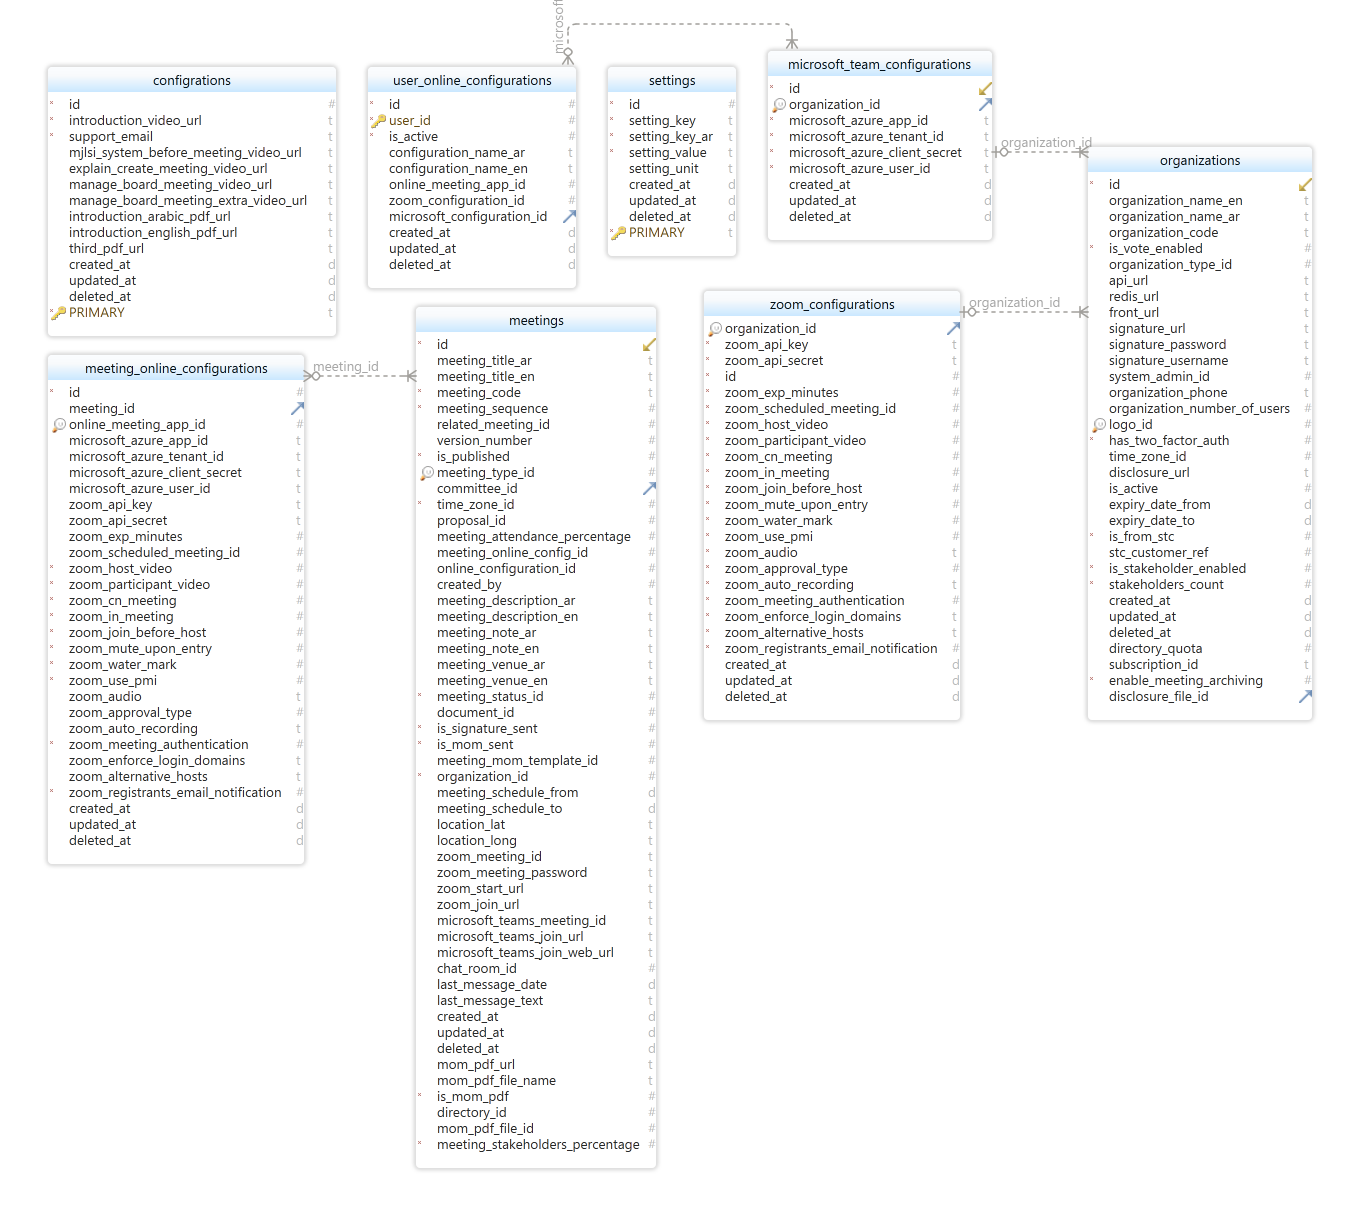 microsoft
configrations
id #
introduction_video_url t
support_email t
mjlsi_system_before_meeting_video_url t
explain_create_meeting_video_url t
manage_board_meeting_video_url t
manage_board_meeting_extra_video_url t
introduction_arabic_pdf_url t
introduction_english_pdf_url t
third_pdf_url t
created_at d
updated_at d
deleted_at d
PRIMARY t
user_online_configurations
id #
user_id #
is_active #
configuration_name_ar t
configuration_name_en t
online_meeting_app_id #
zoom_configuration_id #
microsoft_configuration_id
created_at d
updated_at d
deleted_at d
settings
id #
setting_key t
setting_key_ar t
setting_value t
setting_unit t
created_at d
updated_at d
deleted_at d
PRIMARY t
microsoft_team_configurations
id
organization_id
microsoft_azure_app_id t
microsoft_azure_tenant_id t
microsoft_azure_client_secret t
microsoft_azure_user_id t
created_at d
updated_at d
deleted_at d
organization_id
organizations
id
organization_name_en t
organization_name_ar t
organization_code t
is_vote_enabled #
organization_type_id #
api_url t
redis_url t
front_url t
signature_url t
signature_password t
signature_username t
system_admin_id #
organization_phone t
organization_number_of_users #
logo_id #
has_two_factor_auth #
time_zone_id #
disclosure_url t
is_active #
expiry_date_from d
expiry_date_to d
is_from_stc #
stc_customer_ref t
is_stakeholder_enabled #
stakeholders_count #
created_at d
updated_at d
deleted_at d
directory_quota #
subscription_id t
enable_meeting_archiving #
disclosure_file_id
organization_id
zoom_configurations
organization_id
zoom_api_key t
zoom_api_secret t
id #
zoom_exp_minutes #
zoom_scheduled_meeting_id #
zoom_host_video #
zoom_participant_video #
zoom_cn_meeting #
zoom_in_meeting #
zoom_join_before_host #
zoom_mute_upon_entry #
zoom_water_mark #
zoom_use_pmi #
zoom_audio t
zoom_approval_type #
zoom_auto_recording t
zoom_meeting_authentication #
zoom_enforce_login_domains t
zoom_alternative_hosts t
zoom_registrants_email_notification #
created_at d
updated_at d
deleted_at d
meeting_online_configurations
id #
meeting_id
online_meeting_app_id #
microsoft_azure_app_id t
microsoft_azure_tenant_id t
microsoft_azure_client_secret t
microsoft_azure_user_id t
zoom_api_key t
zoom_api_secret t
zoom_exp_minutes #
zoom_scheduled_meeting_id #
zoom_host_video #
zoom_participant_video #
zoom_cn_meeting #
zoom_in_meeting #
zoom_join_before_host #
zoom_mute_upon_entry #
zoom_water_mark #
zoom_use_pmi #
zoom_audio t
zoom_approval_type #
zoom_auto_recording t
zoom_meeting_authentication #
zoom_enforce_login_domains t
zoom_alternative_hosts t
zoom_registrants_email_notification #
created_at d
updated_at d
deleted_at d
meeting_id
meetings
id
meeting_title_ar t
meeting_title_en t
meeting_code t
meeting_sequence #
related_meeting_id #
version_number #
is_published #
meeting_type_id #
committee_id
time_zone_id #
proposal_id #
meeting_attendance_percentage #
meeting_online_config_id #
online_configuration_id #
created_by #
meeting_description_ar t
meeting_description_en t
meeting_note_ar t
meeting_note_en t
meeting_venue_ar t
meeting_venue_en t
meeting_status_id #
document_id #
is_signature_sent #
is_mom_sent #
meeting_mom_template_id #
organization_id #
meeting_schedule_from d
meeting_schedule_to d
location_lat t
location_long t
zoom_meeting_id t
zoom_meeting_password t
zoom_start_url t
zoom_join_url t
microsoft_teams_meeting_id t
microsoft_teams_join_url t
microsoft_teams_join_web_url t
chat_room_id #
last_message_date d
last_message_text t
created_at d
updated_at d
deleted_at d
mom_pdf_url t
mom_pdf_file_name t
is_mom_pdf #
directory_id #
mom_pdf_file_id #
meeting_stakeholders_percentage #